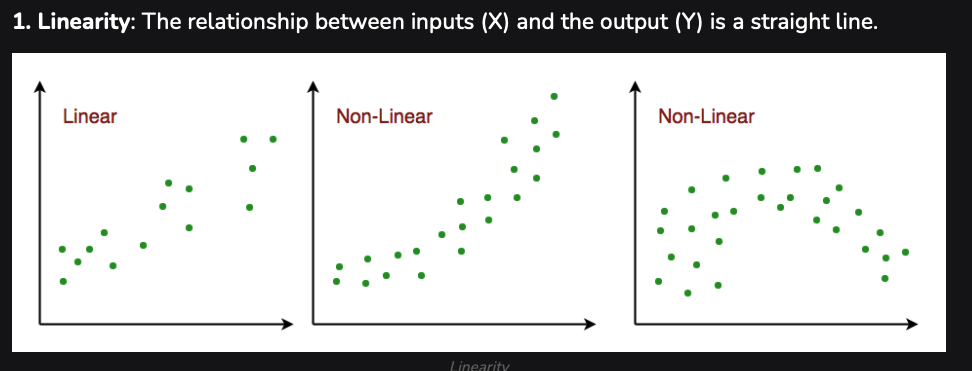 1. Linearity: The relationship between inputs (X) and the output (Y) is a straight line.
Linear
Non-Linear
Non-Linear
Linearity